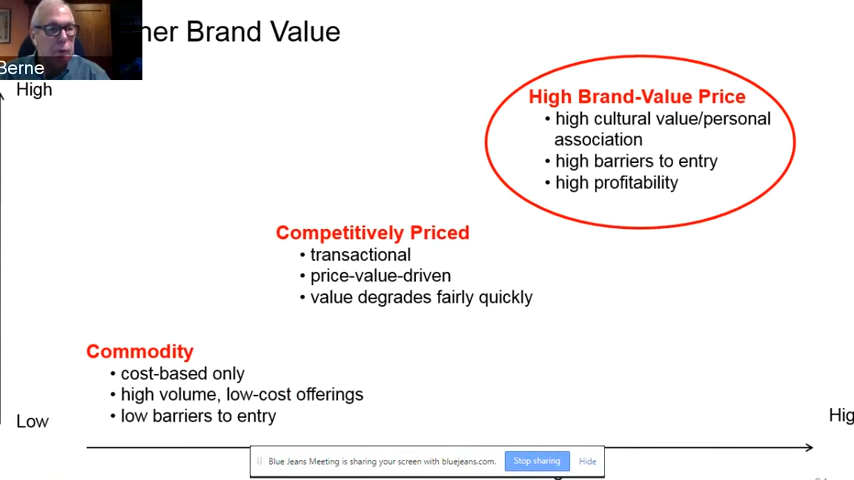 ner Brand Value
Berne
High
High Brand-Value Price
• high cultural value/personal
association
• high barriers to entry
• high profitability
Competitively Priced
• transactional
• price-value-driven
• value degrades fairly quickly
Commodity
• cost-based only
• high volume, low-cost offerings
• low barriers to entry
Low
Hig
Blue Jeans Meeting is sharing your screen with bluejeans.com. Stop sharing Hide